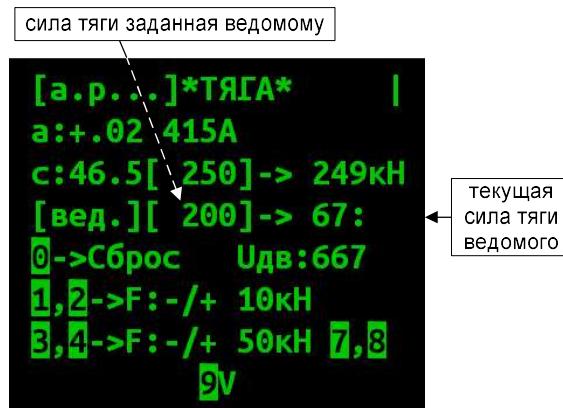 сила тяги заданная ведомому
[а.р...]*ТЯГА* |
а:+.02 415А
с:46.5[ 250]-> 249кН
[вед.][ 200]-> 67:
текущая
сила тяги
ведомого
0->Сброс Uдв:667
1,2->F:-/+ 10кН
3,4->F:-/+ 50кН 7,8
9V